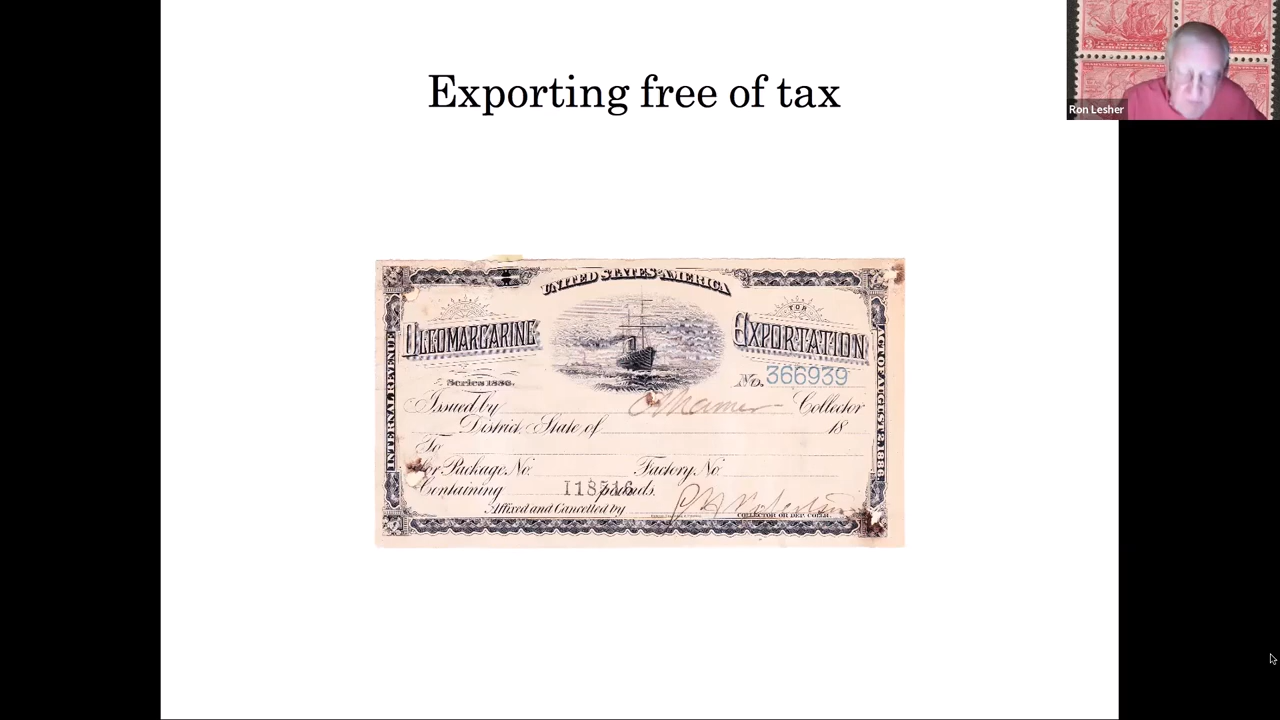 Exporting free of tax
Ron Lesher
UNITED STATES AMERICA
OLEOMARGARINE
FOR
EXPORTATION
INTERNAL REVENUE
ACT OF AUGUST 2 1886.
Series 1886.
No. 366939
Issued by Collector
District, State of 18
To
For Package No. Factory No.
Containing pounds.
Affixed and Cancelled by
COLLECTOR OR DEP. COLLR.